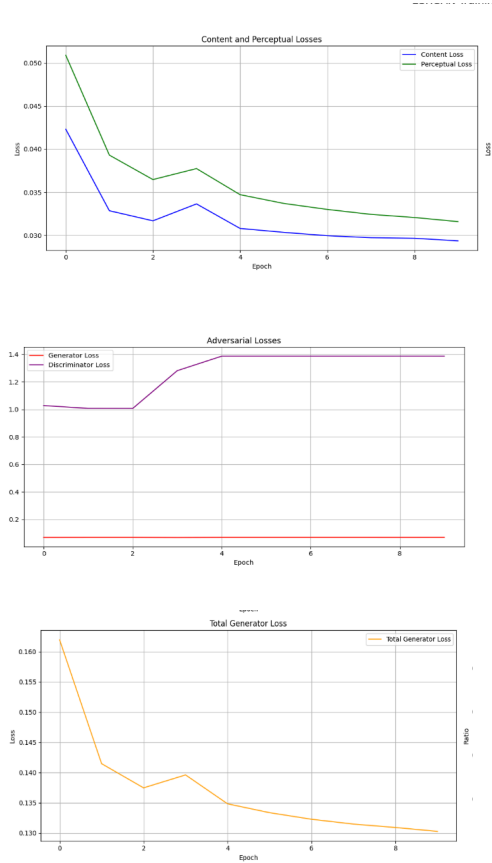 Content and Perceptual Losses
Content Loss
Perceptual Loss
0.050
0.045
0.040
0.035
0.030
Loss
Loss
0 2 4 6 8
Epoch
Adversarial Losses
Generator Loss
Discriminator Loss
1.4
1.2
1.0
0.8
0.6
0.4
0.2
0 2 4 6 8
Epoch
Total Generator Loss
Total Generator Loss
0.160
0.155
0.150
0.145
0.140
0.135
0.130
Loss
Ratio
0 2 4 6 8
Epoch